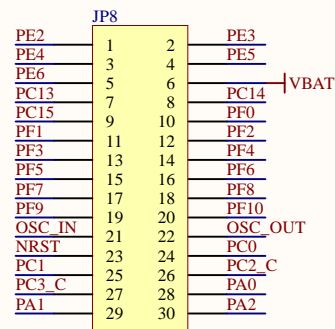 JP8
PE2 1 2 PE3
PE4 3 4 PE5
PE6 5 6 VBAT
PC13 7 8 PC14
PC15 9 10 PF0
PF1 11 12 PF2
PF3 13 14 PF4
PF5 15 16 PF6
PF7 17 18 PF8
PF9 19 20 PF10
OSC_IN 21 22 OSC_OUT
NRST 23 24 PC0
PC1 25 26 PC2_C
PC3_C 27 28 PA0
PA1 29 30 PA2